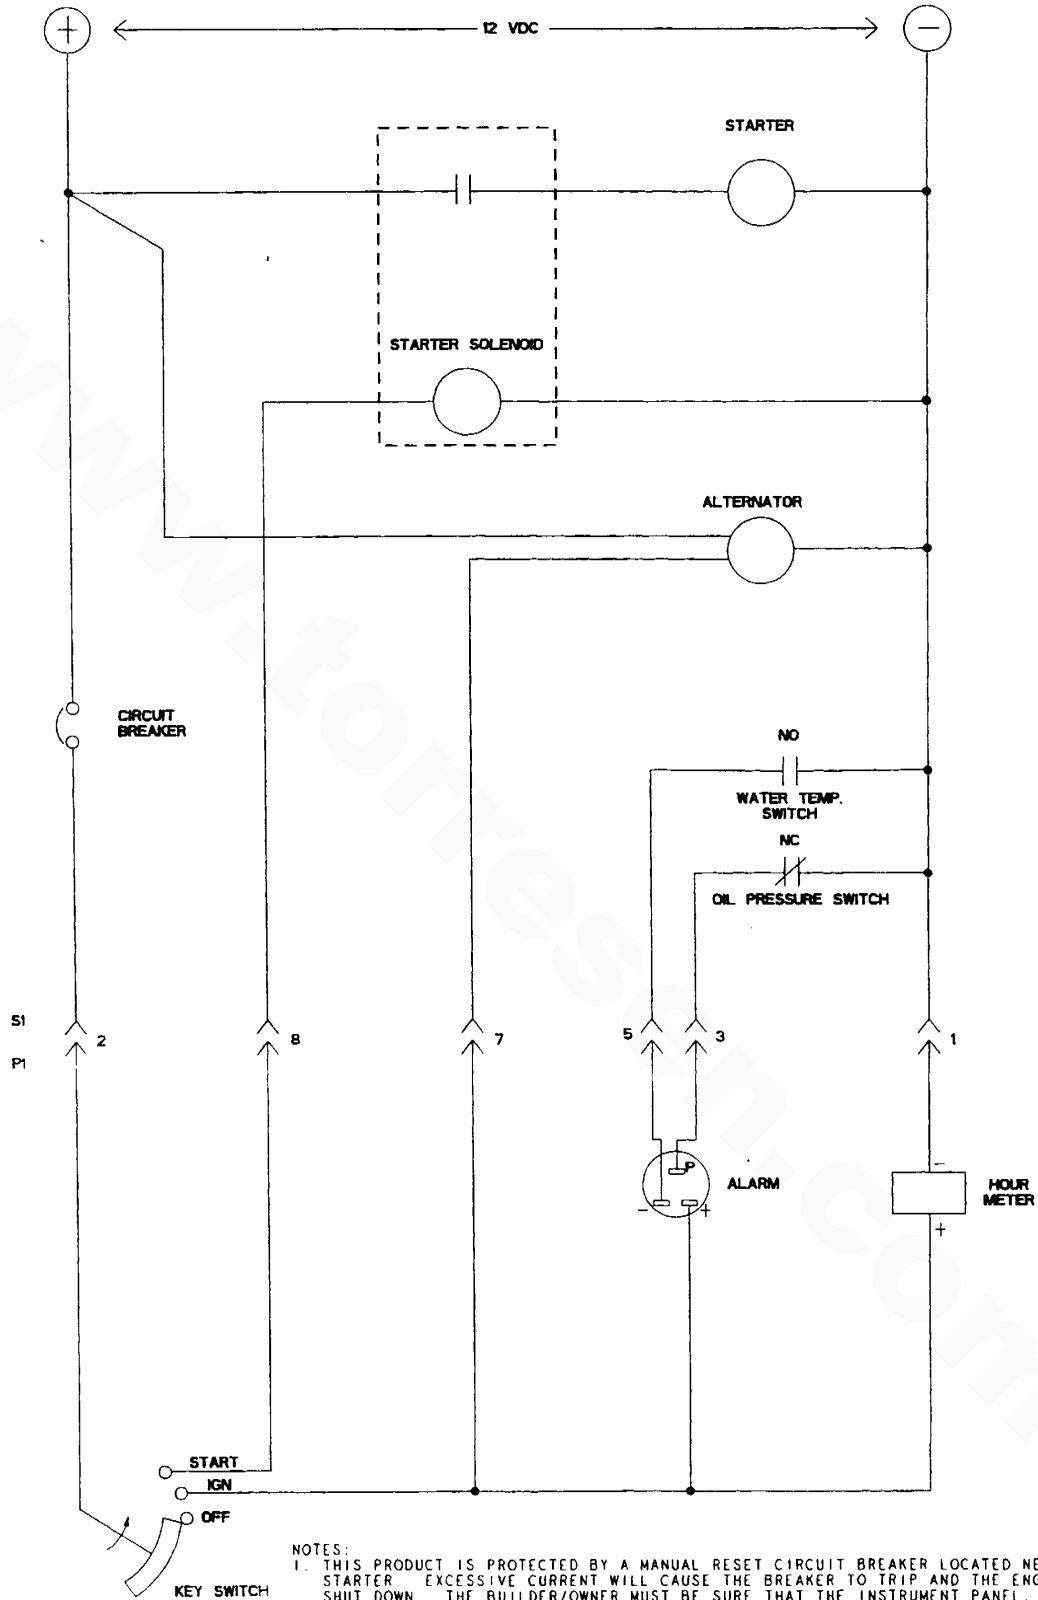 + 12 VDC -
STARTER
STARTER SOLENOID
ALTERNATOR
CIRCUIT
BREAKER
NO
WATER TEMP.
SWITCH
NC
OIL PRESSURE SWITCH
S1
2 8 7 5 3 1
P1
P
ALARM
- +
-
HOUR
METER
+
START
IGN
OFF
KEY SWITCH
NOTES:
1. THIS PRODUCT IS PROTECTED BY A MANUAL RESET CIRCUIT BREAKER LOCATED NE
STARTER. EXCESSIVE CURRENT WILL CAUSE THE BREAKER TO TRIP AND THE ENG
SHUT DOWN. THE BUILDER/OWNER MUST BE SURE THAT THE INSTRUMENT PANEL,
www.torresen.com